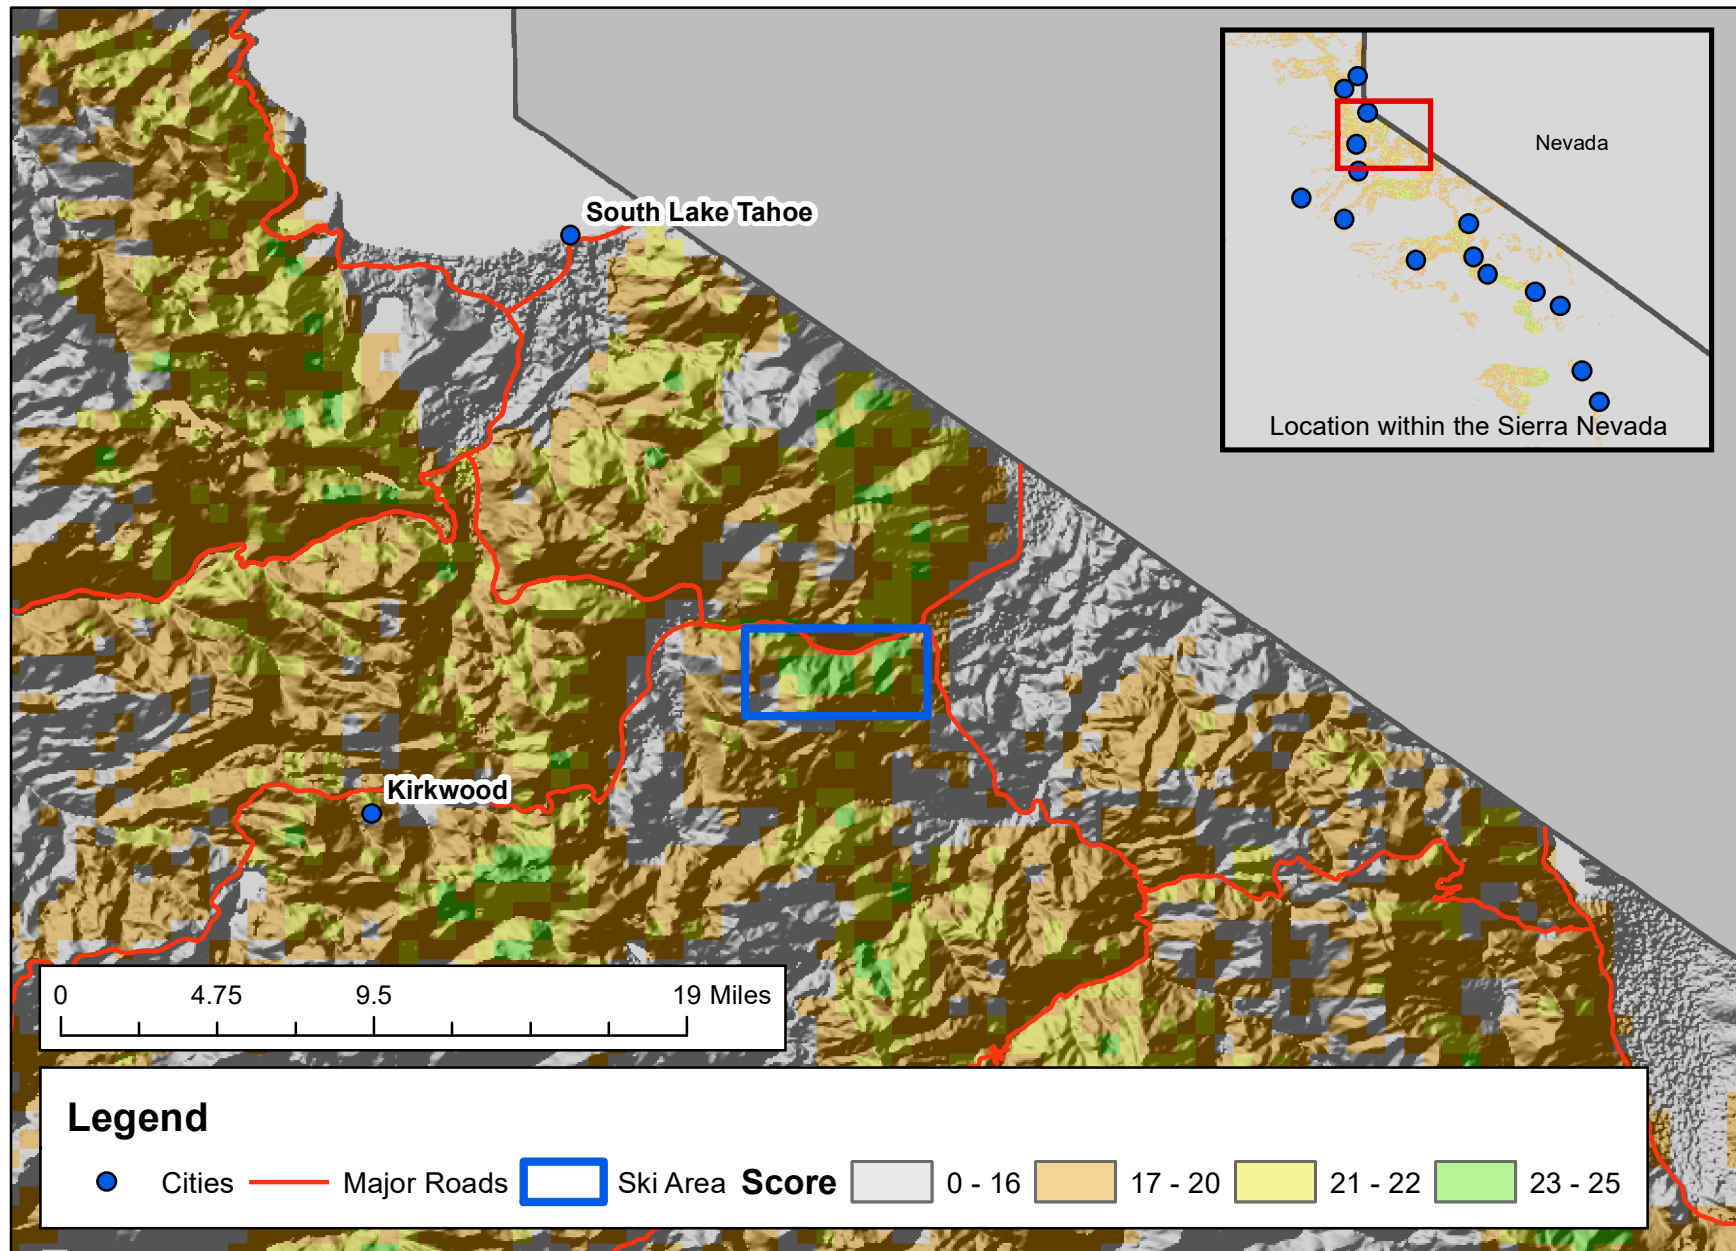 Nevada
Location within the Sierra Nevada
South Lake Tahoe
Kirkwood
0 4.75 9.5 19 Miles
Legend
Cities Major Roads Ski Area Score 0 - 16 17 - 20 21 - 22 23 - 25